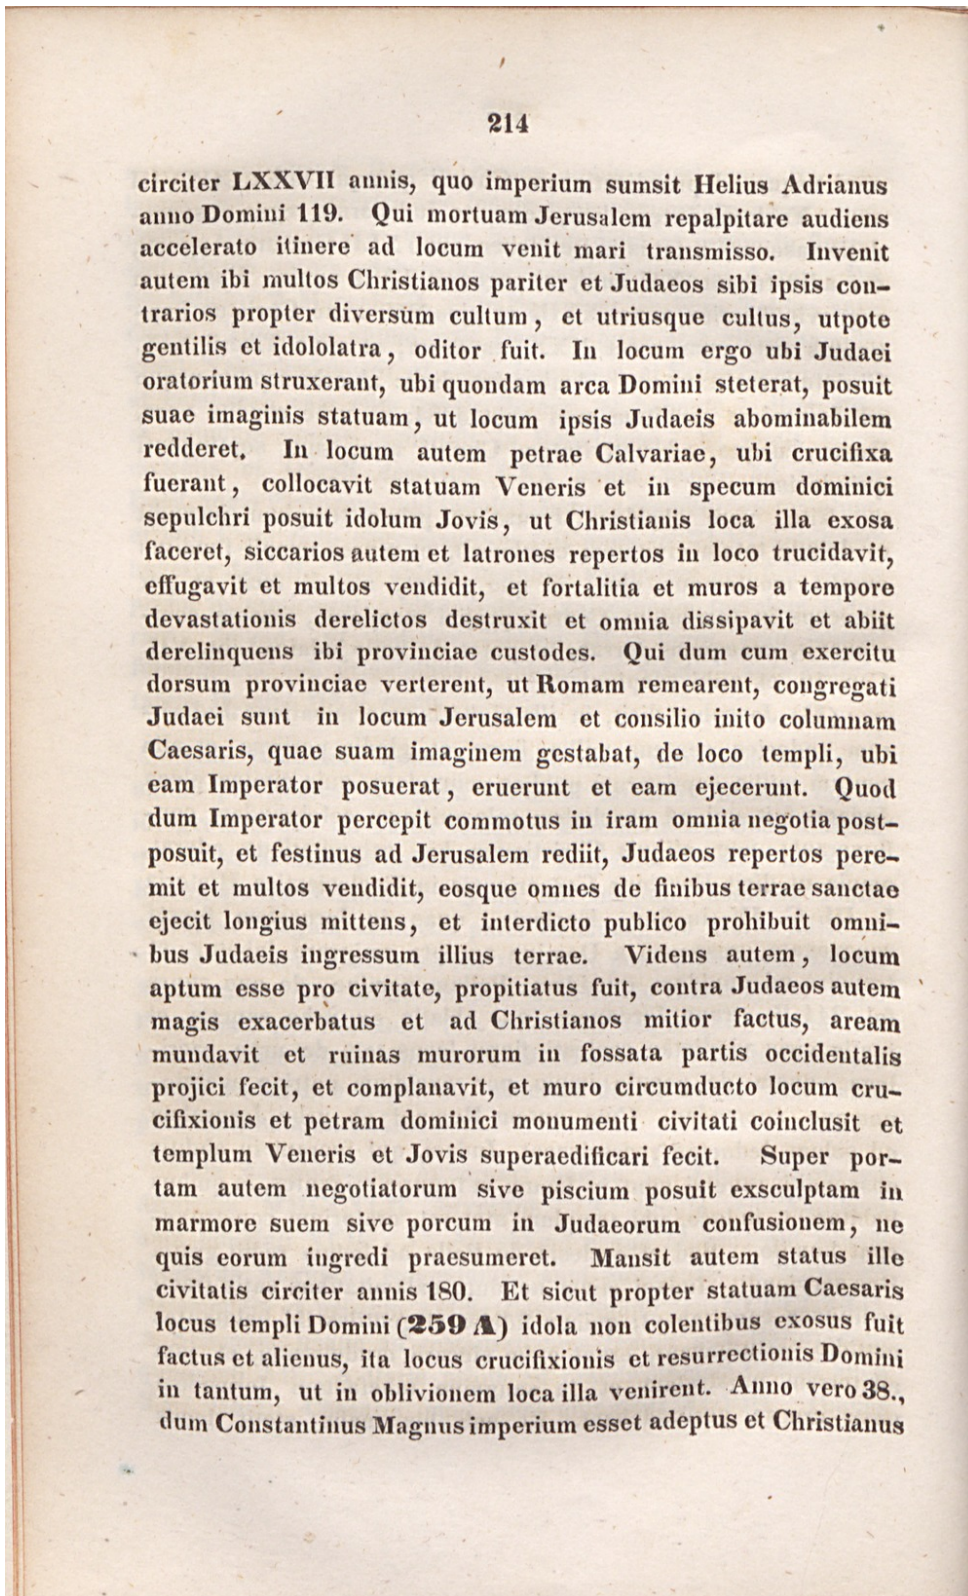 214
circiter LXXVII annis, quo imperium sumsit Helius Adrianus
anno Domini 119. Qui mortuam Jerusalem repalpitare audiens
accelerato itinere ad locum venit mari transmisso. Invenit
autem ibi multos Christianos pariter et Judaeos sibi ipsis con-
trarios propter diversum cultum, et utriusque cultus, utpote
gentilis et idololatra, oditor fuit. In locum ergo ubi Judaei
oratorium struxerant, ubi quondam arca Domini steterat, posuit
suae imaginis statuam, ut locum ipsis Judaeis abominabilem
redderet. In locum autem petrae Calvariae, ubi crucifixa
fuerant, collocavit statuam Veneris et in specum dominici
sepulchri posuit idolum Jovis, ut Christianis loca illa exosa
faceret, siccarios autem et latrones repertos in loco trucidavit,
effugavit et multos vendidit, et fortalitia et muros a tempore
devastationis derelictos destruxit et omnia dissipavit et abiit
derelinquens ibi provinciae custodes. Qui dum cum exercitu
dorsum provinciae verterent, ut Romam remearent, congregati
Judaei sunt in locum Jerusalem et consilio inito columnam
Caesaris, quae suam imaginem gestabat, de loco templi, ubi
eam Imperator posuerat, eruerunt et eam ejecerunt. Quod
dum Imperator percepit commotus in iram omnia negotia post-
posuit, et festinus ad Jerusalem rediit, Judaeos repertos pere-
mit et multos vendidit, eosque omnes de finibus terrae sanctae
ejecit longius mittens, et interdicto publico prohibuit omni-
bus Judaeis ingressum illius terrae. Videns autem, locum
aptum esse pro civitate, propitiatus fuit, contra Judaeos autem
magis exacerbatus et ad Christianos mitior factus, aream
mundavit et ruinas murorum in fossata partis occidentalis
projici fecit, et complanavit, et muro circumducto locum cru-
cifixionis et petram dominici monumenti civitati coinclusit et
templum Veneris et Jovis superaedificari fecit. Super por-
tam autem negotiatorum sive piscium posuit exsculptam in
marmore suem sive porcum in Judaeorum confusionem, ne
quis eorum ingredi praesumeret. Mansit autem status ille
civitatis circiter annis 180. Et sicut propter statuam Caesaris
locus templi Domini (259 A) idola non colentibus exosus fuit
factus et alienus, ita locus crucifixionis et resurrectionis Domini
in tantum, ut in oblivionem loca illa venirent. Anno vero 38.,
dum Constantinus Magnus imperium esset adeptus et Christianus